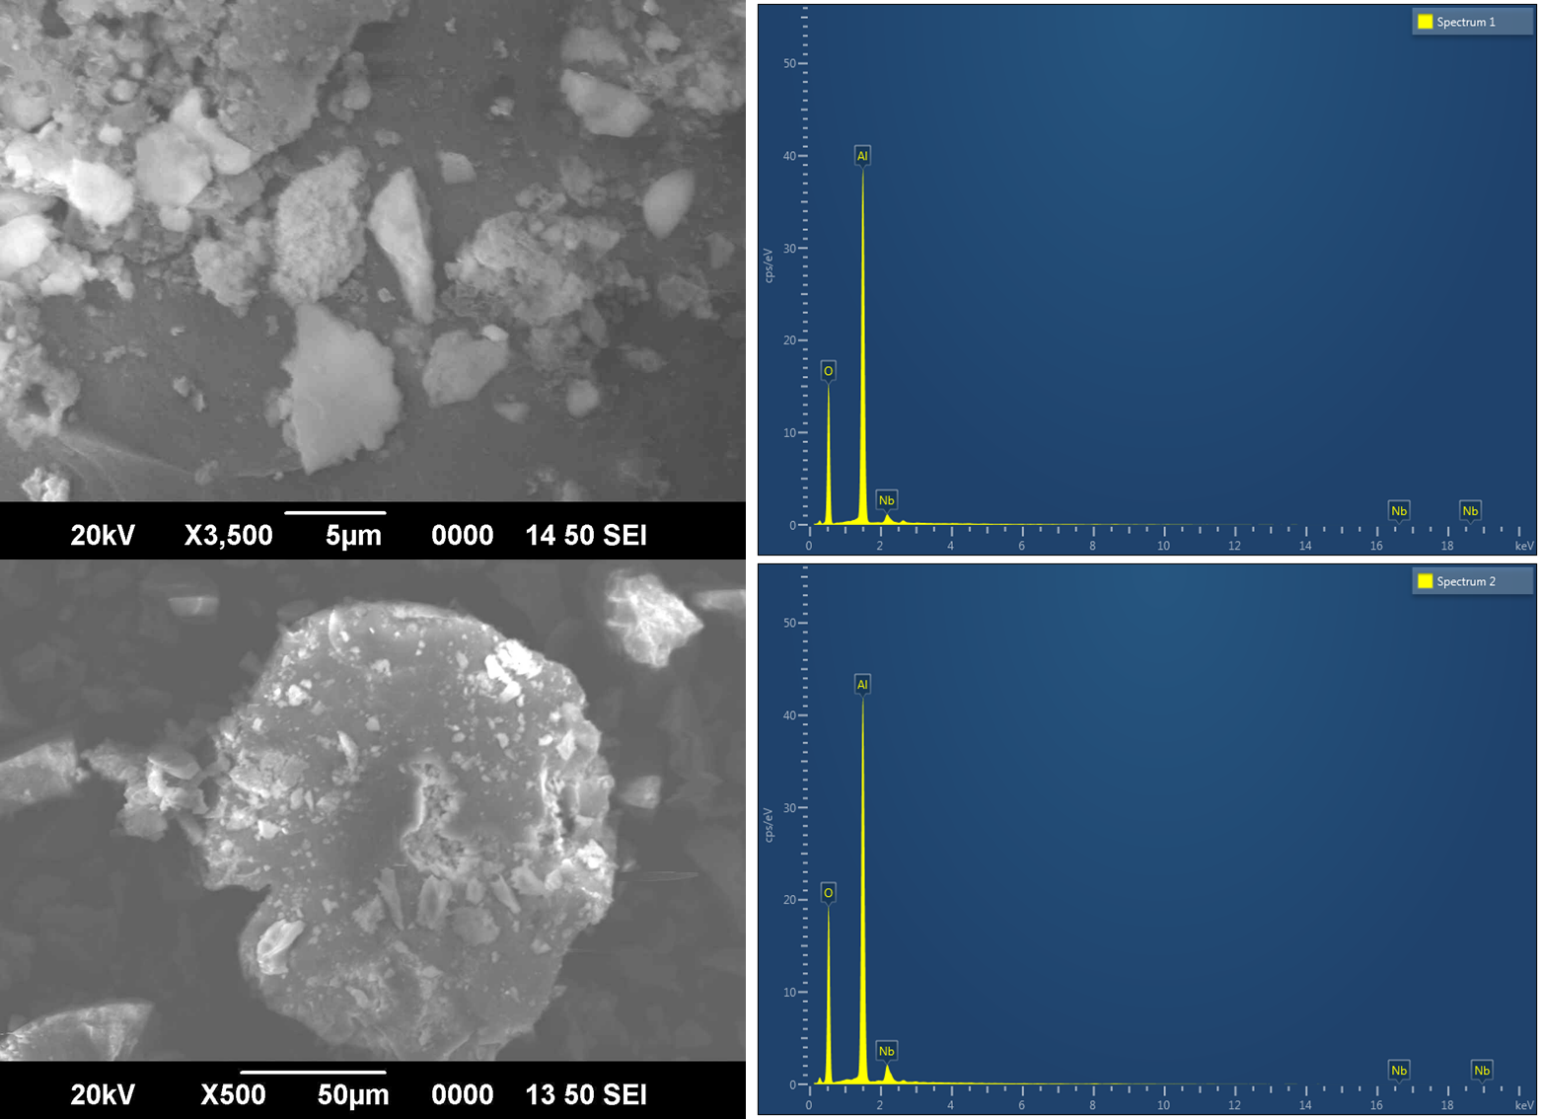 Spectrum 1
50
40
30
20
10
0
cps/eV
Al
O
Nb
Nb
Nb
0 2 4 6 8 10 12 14 16 18 keV
20kV X3,500 5µm 0000 14 50 SEI
Spectrum 2
50
40
30
20
10
0
cps/eV
Al
O
Nb
Nb
Nb
0 2 4 6 8 10 12 14 16 18 keV
20kV X500 50µm 0000 13 50 SEI